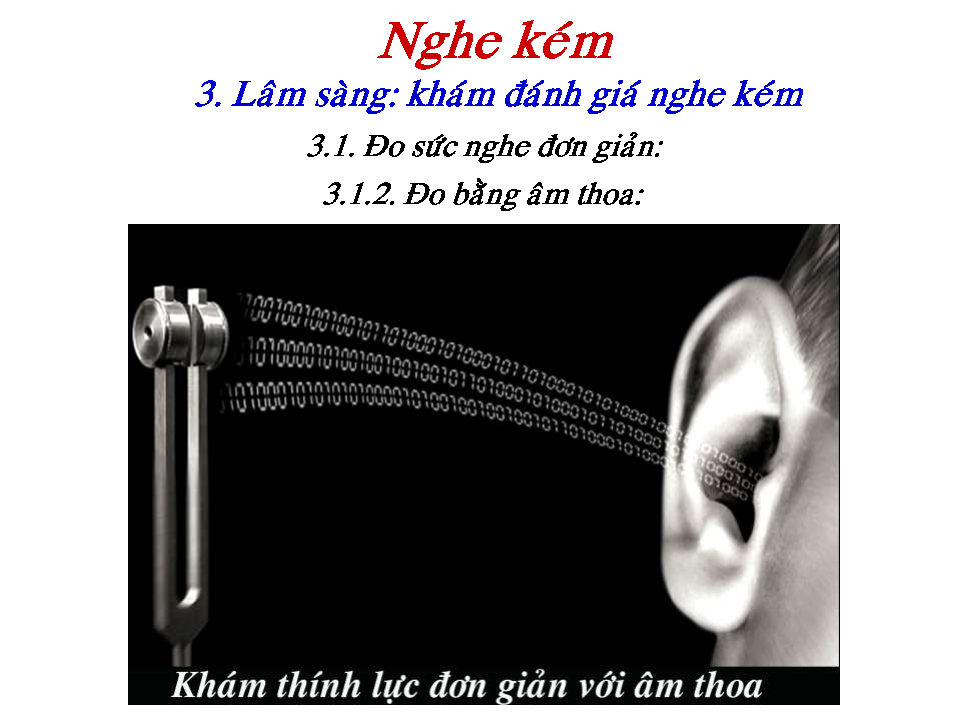 Nghe kém
3. Lâm sàng: khám đánh giá nghe kém
3.1. Đo sức nghe đơn giản:
3.1.2. Đo bằng âm thoa:
Khám thính lực đơn giản với âm thoa